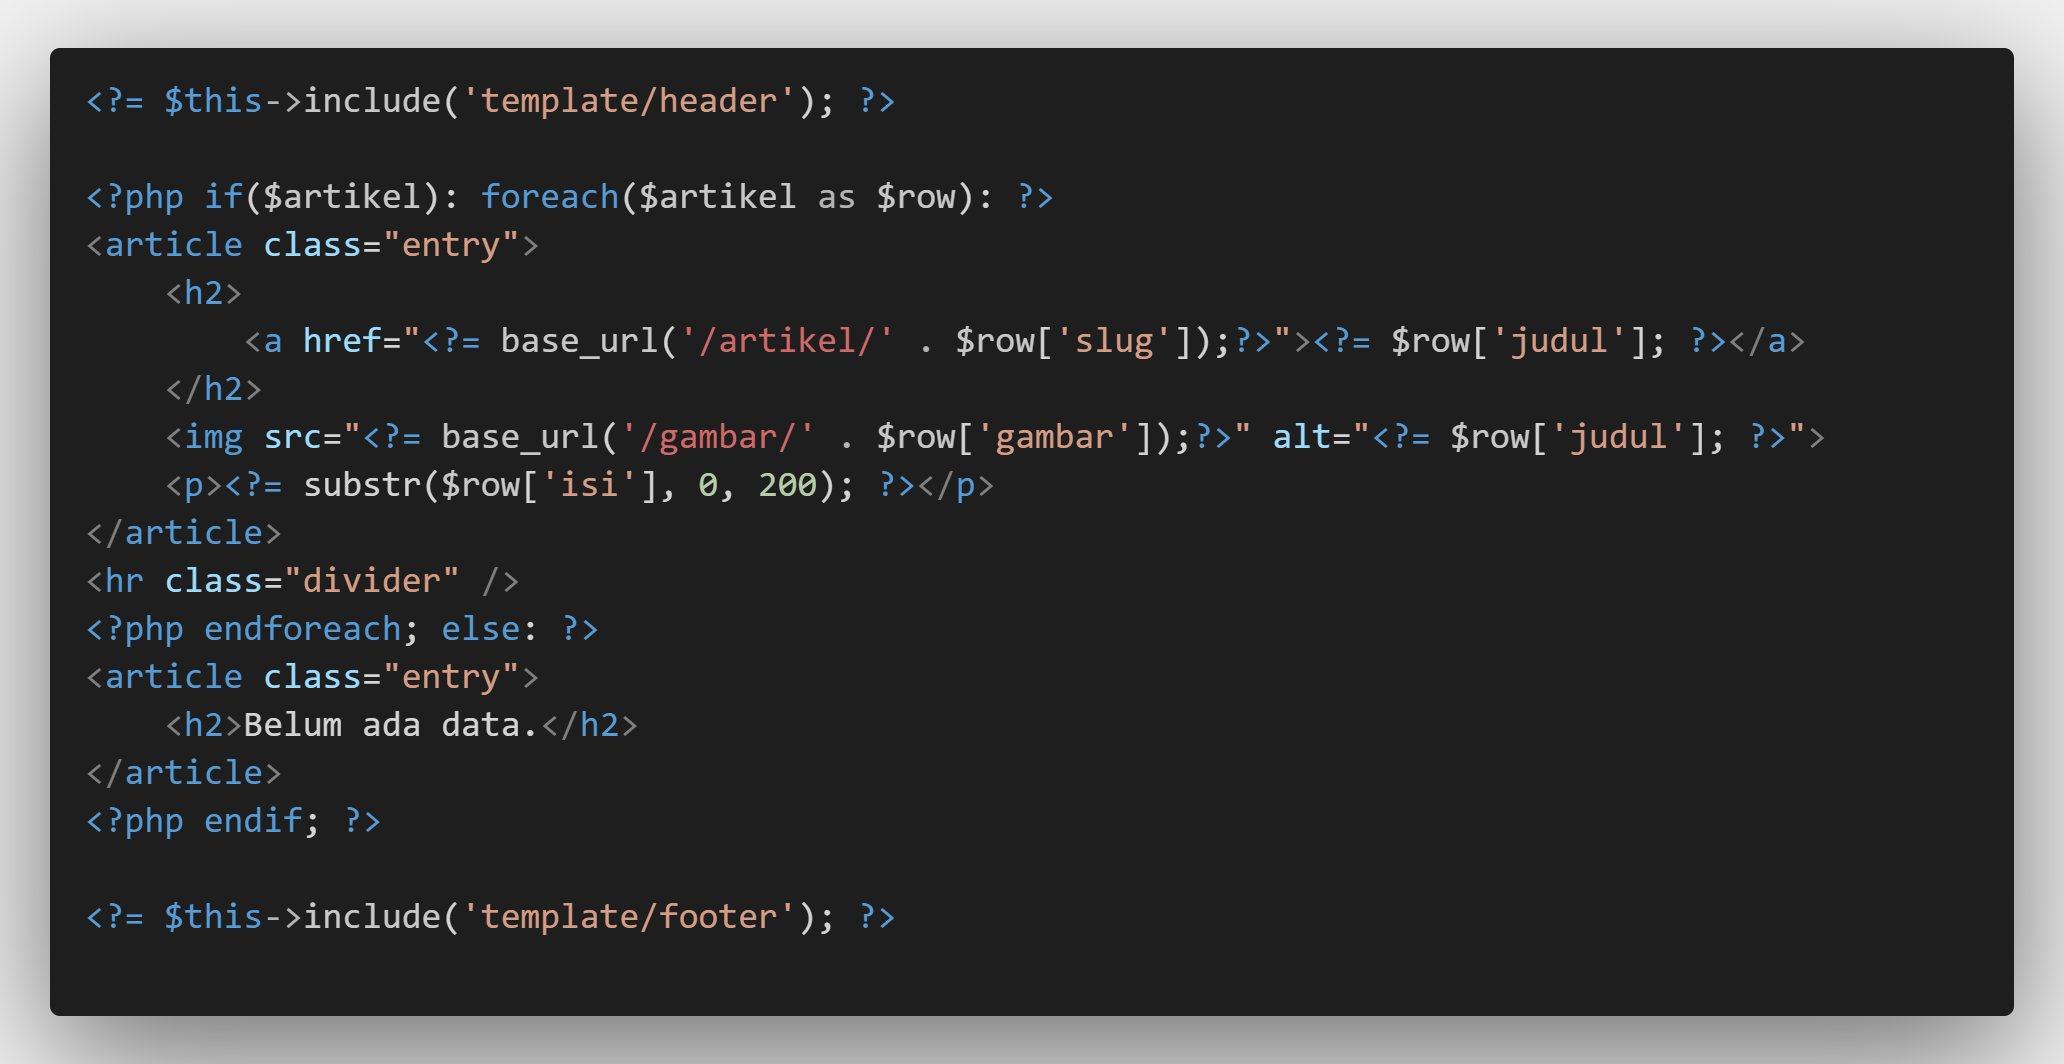 <?= $this->include('template/header'); ?>

<?php if($artikel): foreach($artikel as $row): ?>
<article class="entry">
    <h2>
        <a href="<?= base_url('/artikel/' . $row['slug']);?>"><?= $row['judul']; ?></a>
    </h2>
    <img src="<?= base_url('/gambar/' . $row['gambar']);?>" alt="<?= $row['judul']; ?>">
    <p><?= substr($row['isi'], 0, 200); ?></p>
</article>
<hr class="divider" />
<?php endforeach; else: ?>
<article class="entry">
    <h2>Belum ada data.</h2>
</article>
<?php endif; ?>

<?= $this->include('template/footer'); ?>